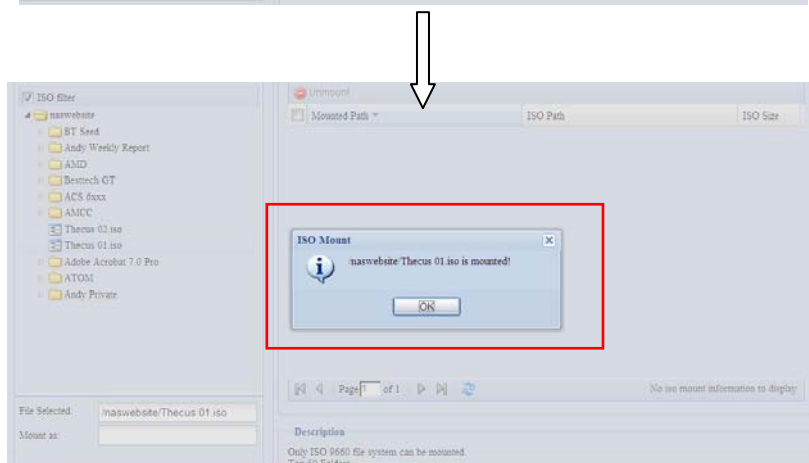 ISO filter
Unmount
naswebsite
Mounted Path
ISO Path
ISO Size
BT Seed
Andy Weekly Report
AMD
Besttech GT
ACS 6xxx
AMCC
Thecus 02.iso
Thecus 01.iso
Adobe Acrobat 7.0 Pro
ATOM
Andy Private
ISO Mount
/naswebsite/Thecus 01.iso is mounted!
OK
Page 1 of 1
No iso mount information to display
File Selected: /naswebsite/Thecus 01.iso
Mount as:
Description
Only ISO 9660 file system can be mounted.